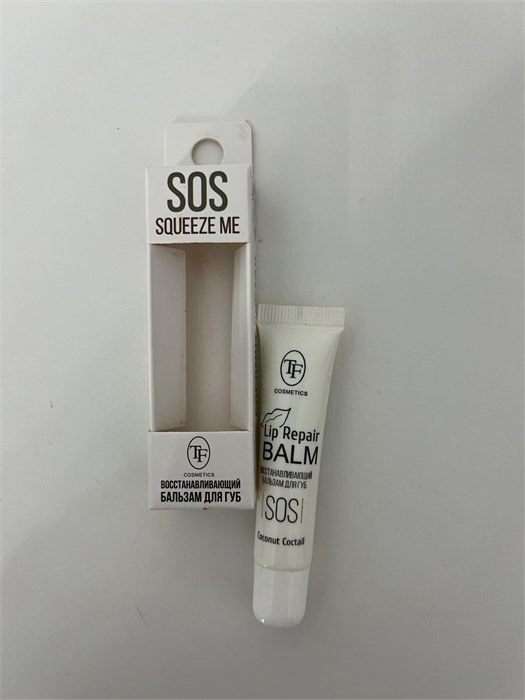 SOS
SQUEEZE ME
TF
COSMETICS
ВОССТАНАВЛИВАЮЩИЙ
БАЛЬЗАМ ДЛЯ ГУБ
TF
COSMETICS
Lip Repair
BALM
ВОССТАНАВЛИВАЮЩИЙ
БАЛЬЗАМ ДЛЯ ГУБ
SOS
Coconut Coctail